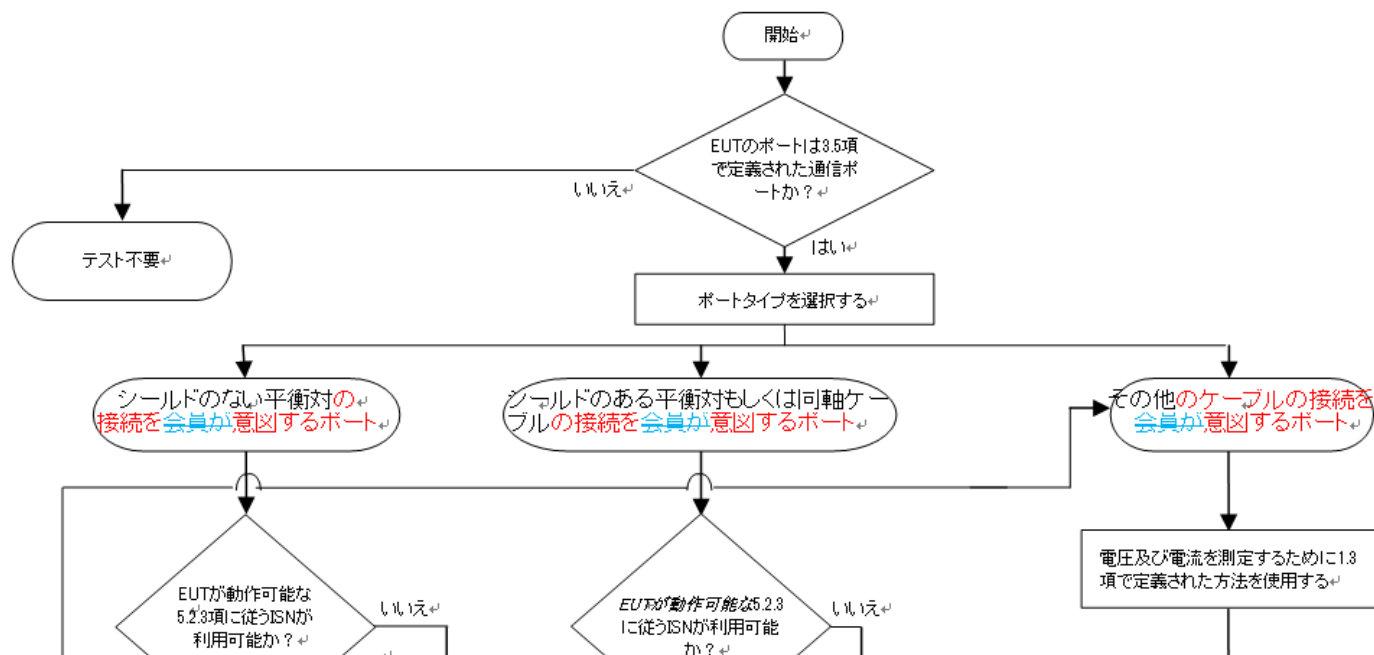 開始
EUTのポートは3.5項
で定義された通信ポ
ートか？
いいえ
はい
テスト不要
ポートタイプを選択する
シールドのない平衡対の
接続を会員が意図するポート
シールドのある平衡対もしくは同軸ケー
ブルの接続を会員が意図するポート
その他のケーブルの接続を
会員が意図するポート
電圧及び電流を測定するために1.3
項で定義された方法を使用する
EUTが動作可能な
5.2.3項に従うISNが
利用可能か？
いいえ
EUTが動作可能な5.2.3
に従うISNが利用可能
か？
いいえ